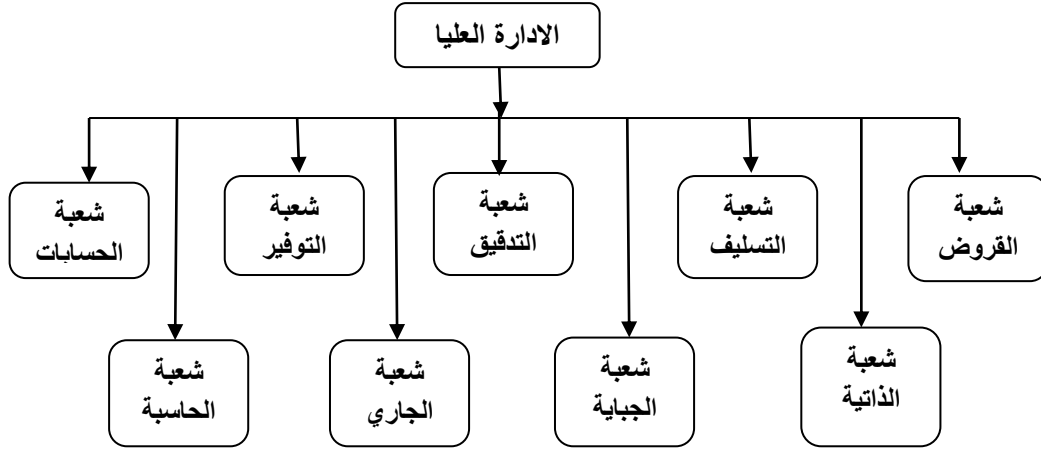 الادارة العليا
شعبة
القروض
شعبة
التسليف
شعبة
التدقيق
شعبة
التوفير
شعبة
الحسابات
شعبة
الذاتية
شعبة
الجباية
شعبة
الجاري
شعبة
الحاسبة